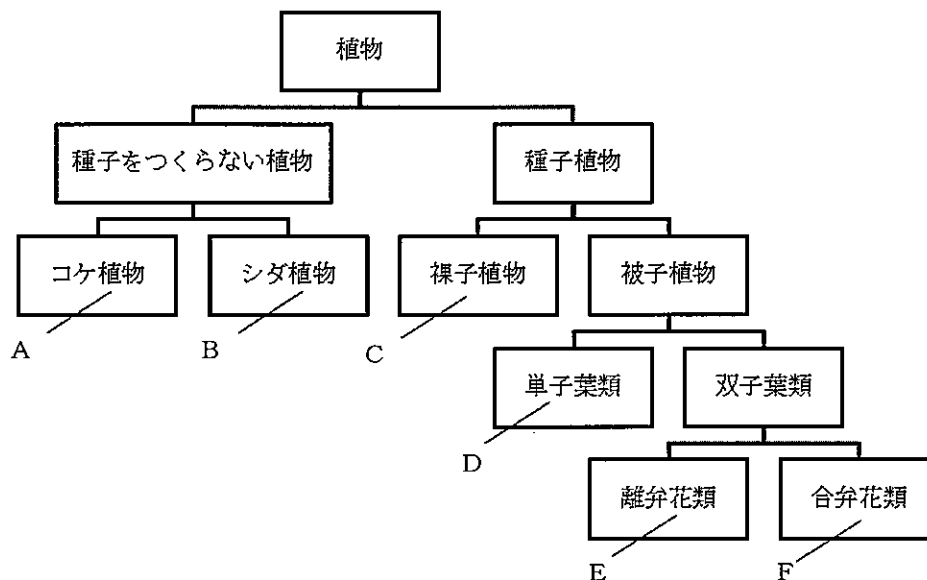 植物
種子をつくらない植物
種子植物
コケ植物
シダ植物
裸子植物
被子植物
A
B
C
単子葉類
双子葉類
D
離弁花類
合弁花類
E
F